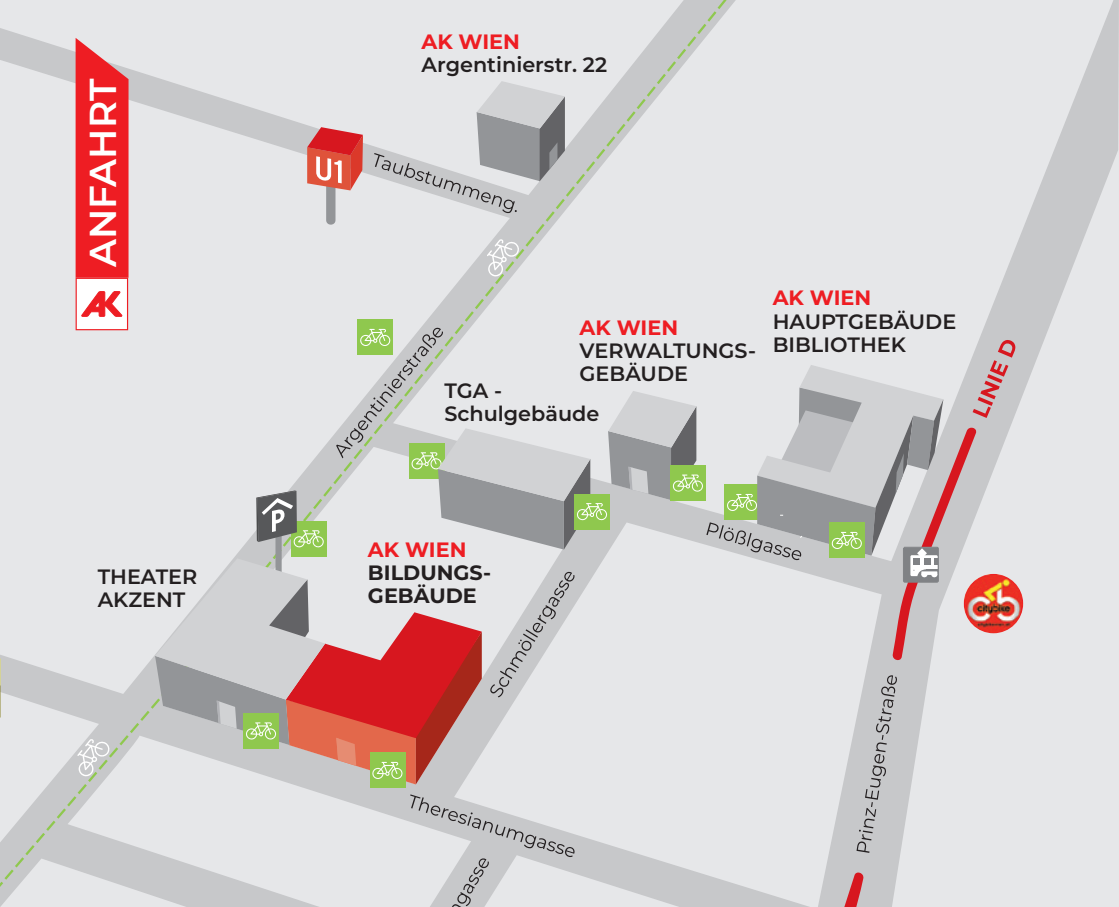 ANFAHRT
AK
AK WIEN
Argentinierstr. 22
U1
Taubstummeng.
AK WIEN
HAUPTGEBÄUDE
BIBLIOTHEK
AK WIEN
VERWALTUNGS-
GEBÄUDE
LINIE D
Argentinierstraße
TGA -
Schulgebäude
P
Plößlgasse
AK WIEN
BILDUNGS-
GEBÄUDE
THEATER
AKZENT
citybike
Schmöllergasse
Prinz-Eugen-Straße
Theresianumgasse
gasse